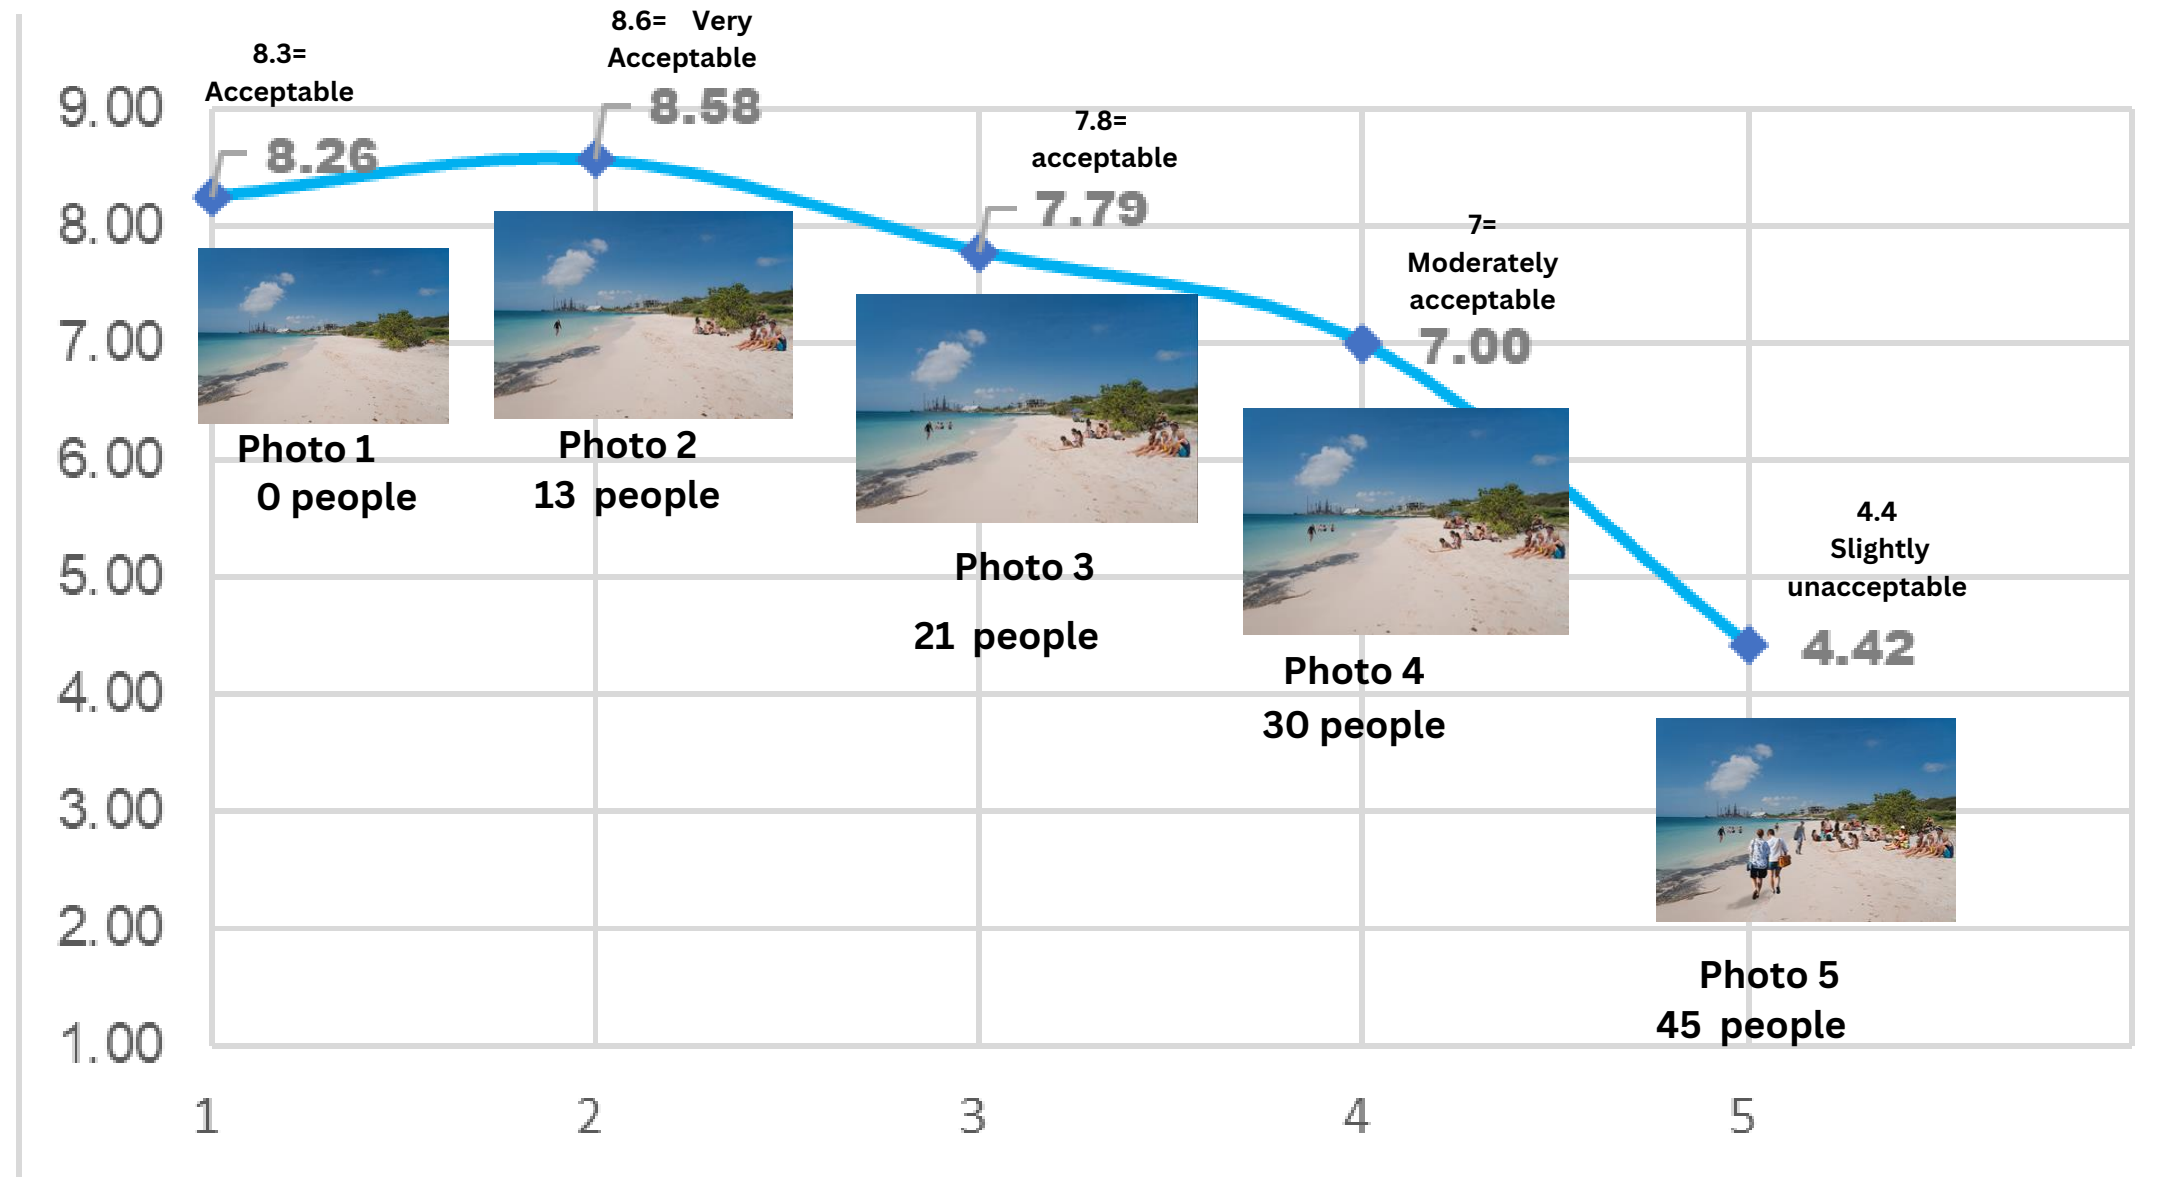 8.3=
Acceptable
8.6= Very
Acceptable
7.8=
acceptable
7=
Moderately
acceptable
4.4
Slightly
unacceptable
9.00
8.00
7.00
6.00
5.00
4.00
3.00
2.00
1.00
8.26
8.58
7.79
7.00
4.42
Photo 1
0 people
Photo 2
13 people
Photo 3
21 people
Photo 4
30 people
Photo 5
45 people
1
2
3
4
5